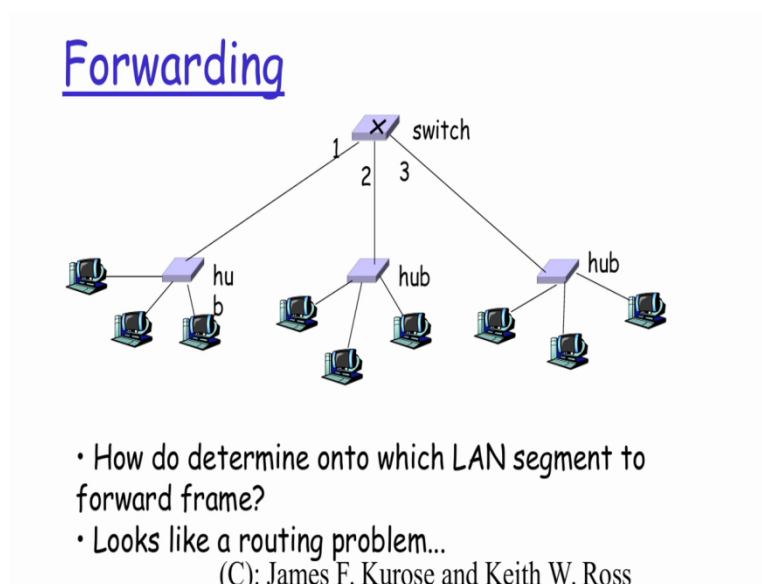 Forwarding
switch
1
2
3
hu
b
hub
hub
• How do determine onto which LAN segment to
forward frame?
• Looks like a routing problem...
(C): James F. Kurose and Keith W. Ross